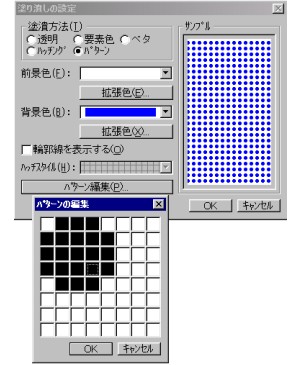 塗り潰しの設定
塗潰方法(T)
透明 要素色 ベタ
ハッチング パターン
前景色(F):
拡張色(E)...
背景色(B):
拡張色(X)...
輪郭線を表示する(O)
ハッチスタイル(H):
パターン編集(P)...
サンプル
OK キャンセル
パターンの編集
OK キャンセル